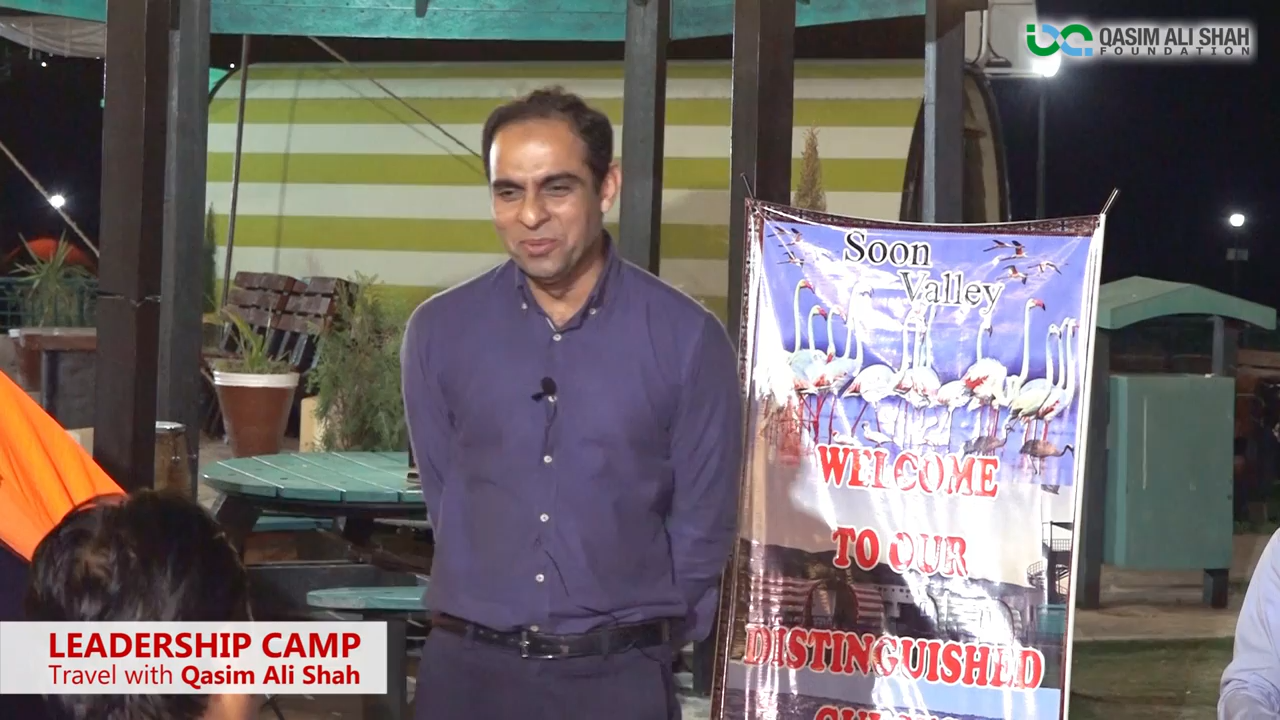 QASIM ALI SHAH
FOUNDATION
Soon
Valley
WELCOME
TO OUR
DISTINGUISHED
LEADERSHIP CAMP
Travel with Qasim Ali Shah